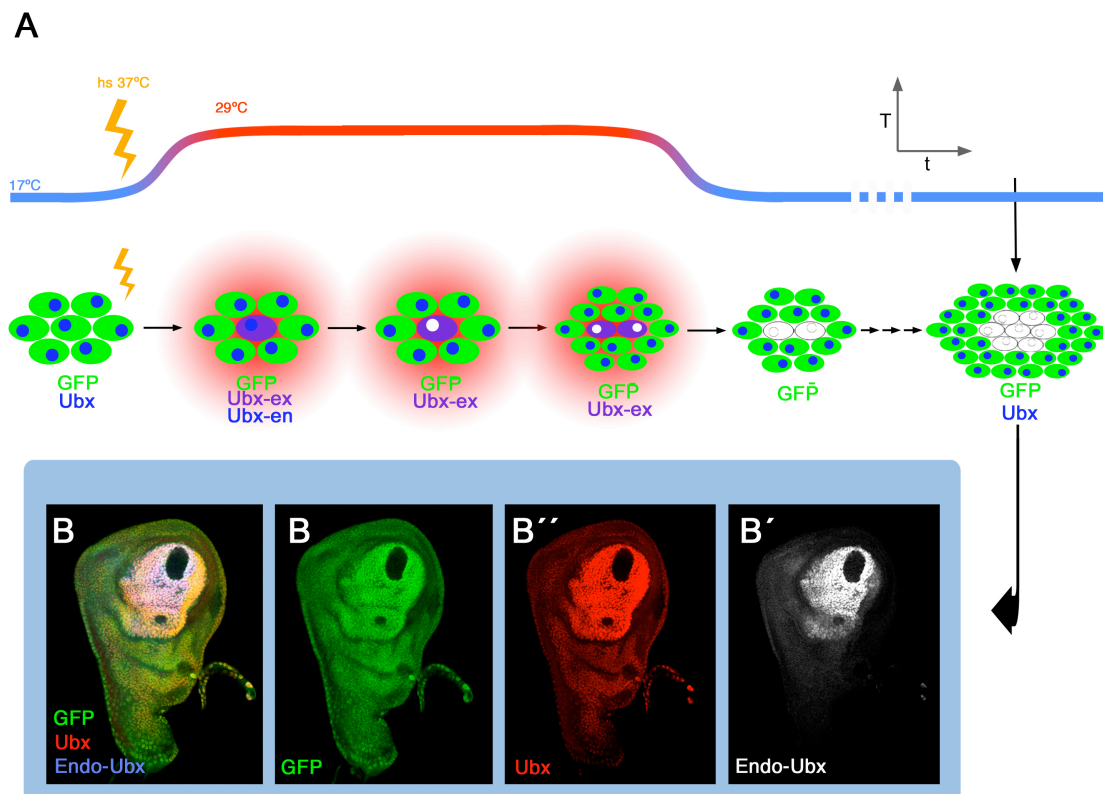 A
hs 37ºC
29ºC
17ºC
T
t
GFP
Ubx
GFP
Ubx-ex
Ubx-en
GFP
Ubx-ex
GFP
Ubx-ex
GFP̄
GFP
Ubx
B
GFP
Ubx
Endo-Ubx
B
GFP
B´´
Ubx
B´
Endo-Ubx